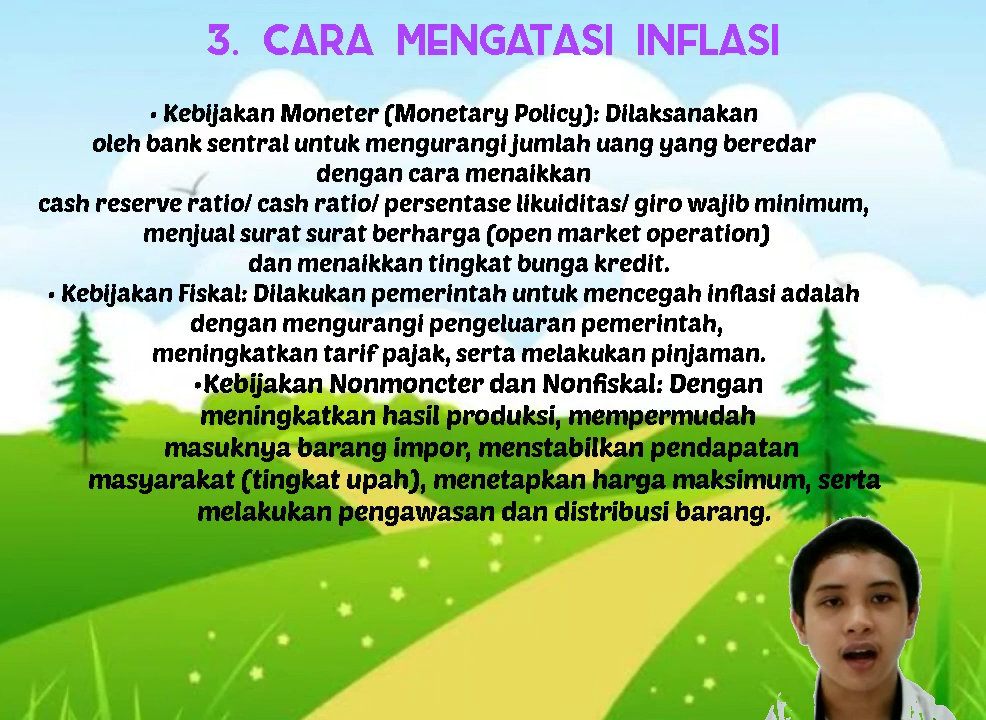 3. CARA MENGATASI INFLASI
• Kebijakan Moneter (Monetary Policy): Dilaksanakan
oleh bank sentral untuk mengurangi jumlah uang yang beredar
dengan cara menaikkan
cash reserve ratio/ cash ratio/ persentase likuiditas/ giro wajib minimum,
menjual surat surat berharga (open market operation)
dan menaikkan tingkat bunga kredit.
• Kebijakan Fiskal: Dilakukan pemerintah untuk mencegah inflasi adalah
dengan mengurangi pengeluaran pemerintah,
meningkatkan tarif pajak, serta melakukan pinjaman.
•Kebijakan Nonmoncter dan Nonfiskal: Dengan
meningkatkan hasil produksi, mempermudah
masuknya barang impor, menstabilkan pendapatan
masyarakat (tingkat upah), menetapkan harga maksimum, serta
melakukan pengawasan dan distribusi barang.